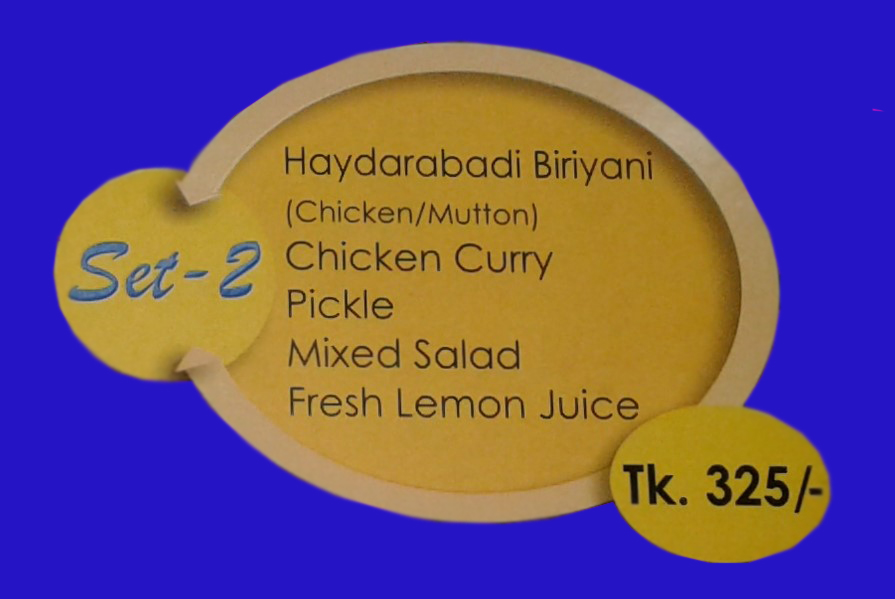 Set-2
Haydarabadi Biriyani
(Chicken/Mutton)
Chicken Curry
Pickle
Mixed Salad
Fresh Lemon Juice
Tk. 325/-